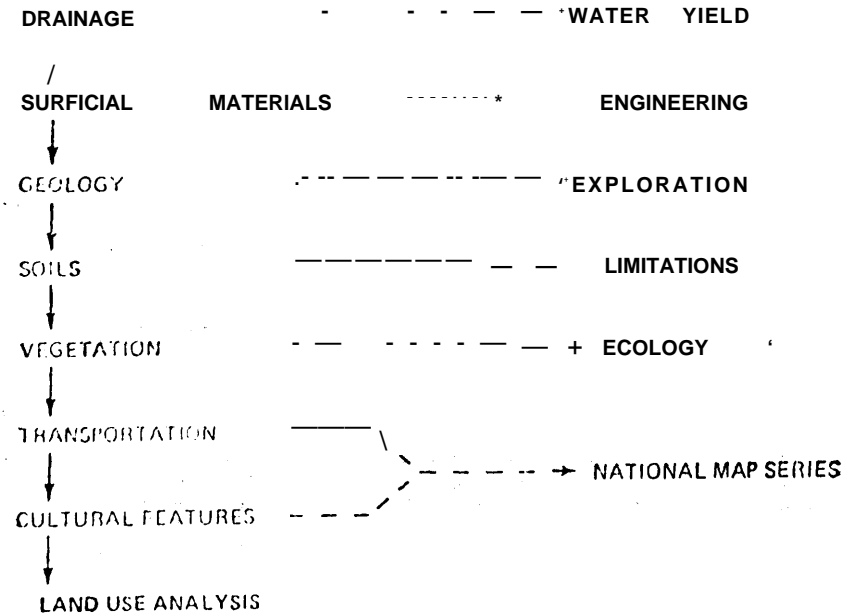 DRAINAGE WATER YIELD
SURFICIAL MATERIALS ENGINEERING
GEOLOGY EXPLORATION
SOILS LIMITATIONS
VEGETATION + ECOLOGY
TRANSPORTATION
NATIONAL MAP SERIES
CULTURAL FEATURES
LAND USE ANALYSIS